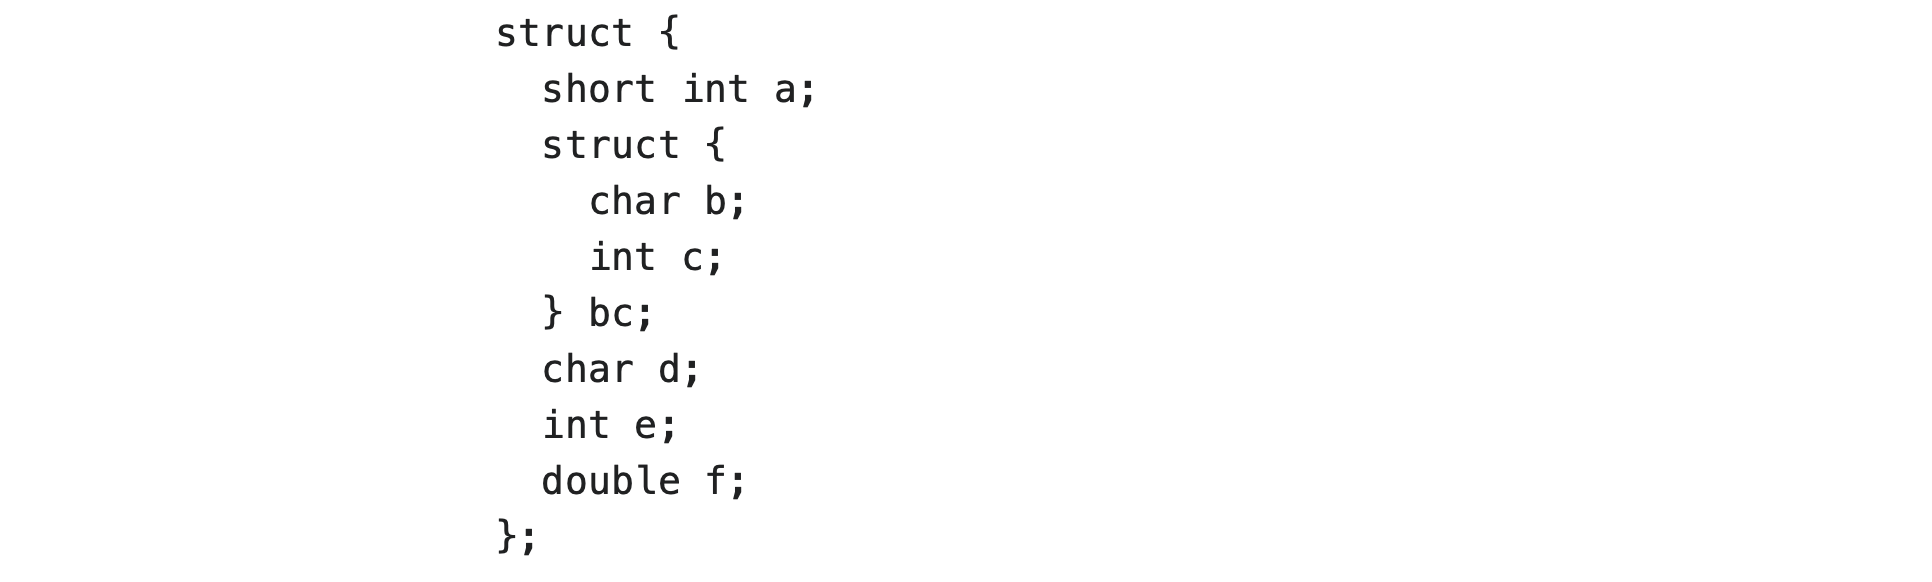 struct {
  short int a;
  struct {
    char b;
    int c;
  } bc;
  char d;
  int e;
  double f;
};